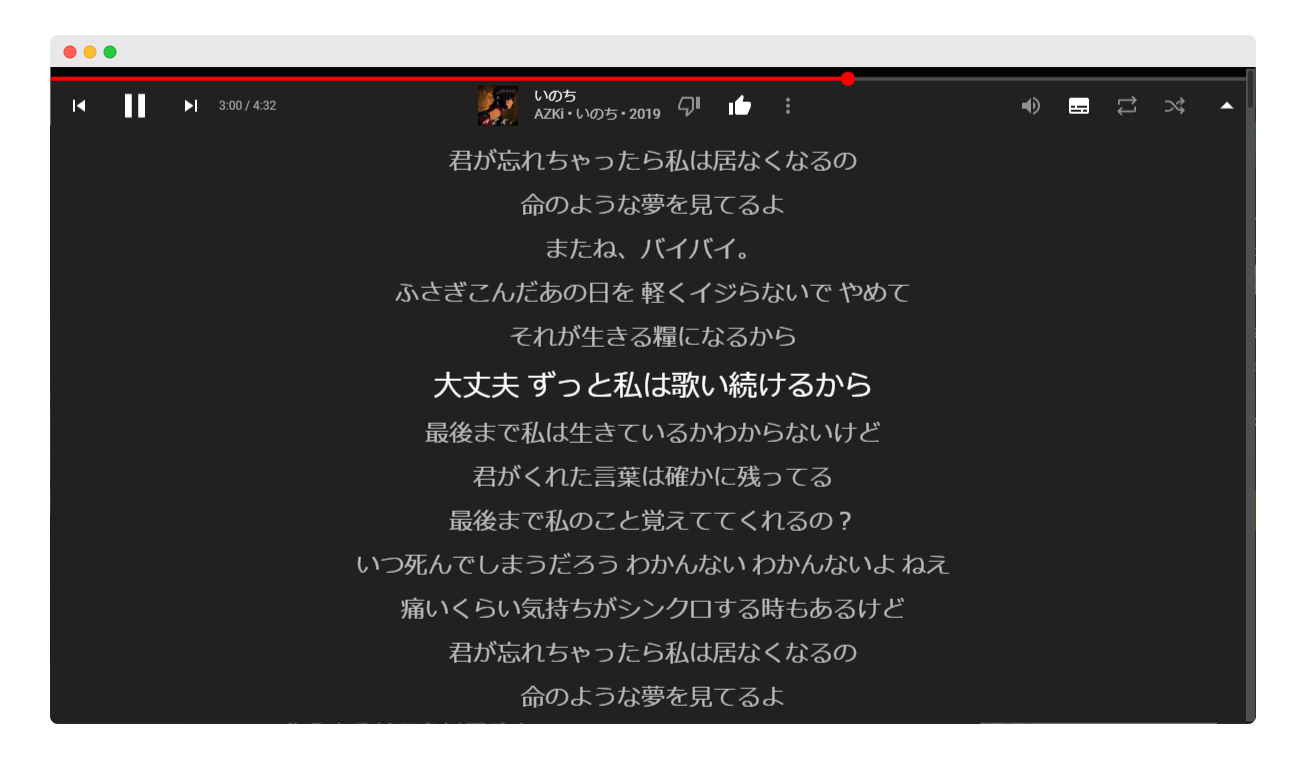 3:00 / 4:32
いのち
AZKi • いのち • 2019
君が忘れちゃったら私は居なくなるの
命のような夢を見てるよ
またね、バイバイ。
ふさぎこんだあの日を 軽くイジらないで やめて
それが生きる糧になるから
大丈夫 ずっと私は歌い続けるから
最後まで私は生きているかわからないけど
君がくれた言葉は確かに残ってる
最後まで私のこと覚えててくれるの？
いつ死んでしまうだろう わかんない わかんないよ ねえ
痛いくらい気持ちがシンクロする時もあるけど
君が忘れちゃったら私は居なくなるの
命のような夢を見てるよ